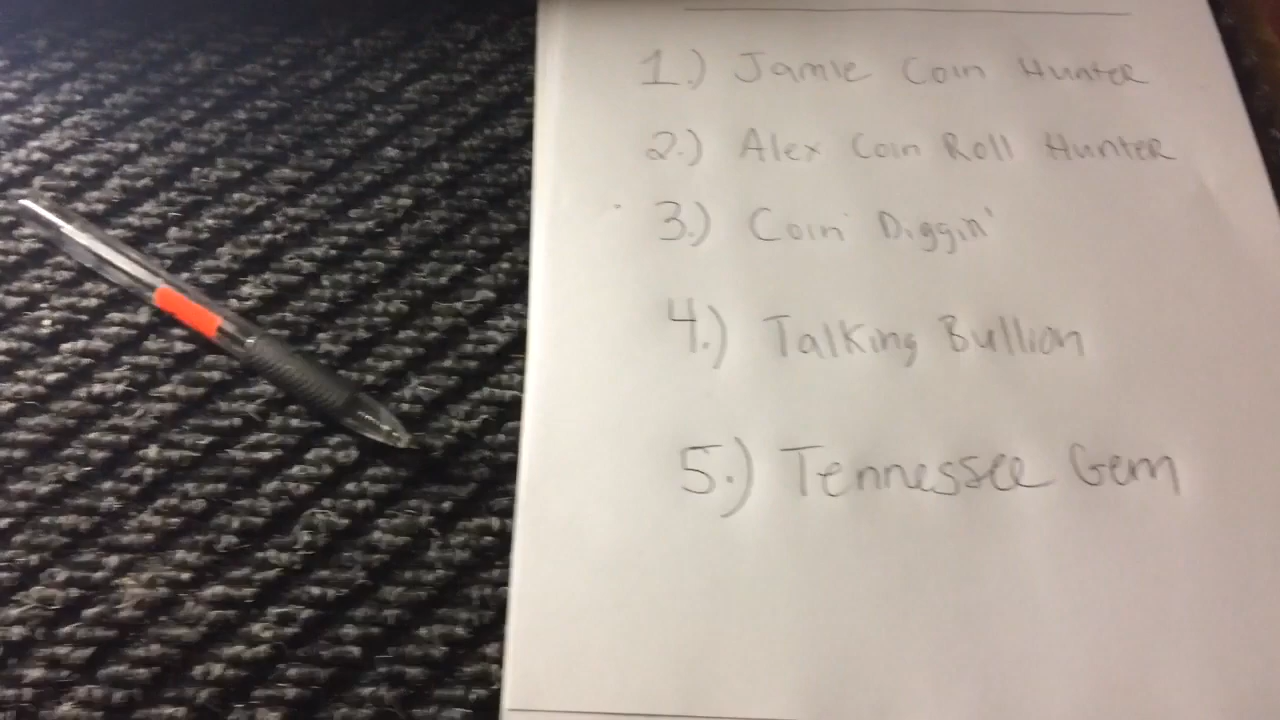 1.) Jamie Coin Hunter
2.) Alex Coin Roll Hunter
3.) Coin Diggin'
4.) Talking Bullion
5.) Tennessee Gem